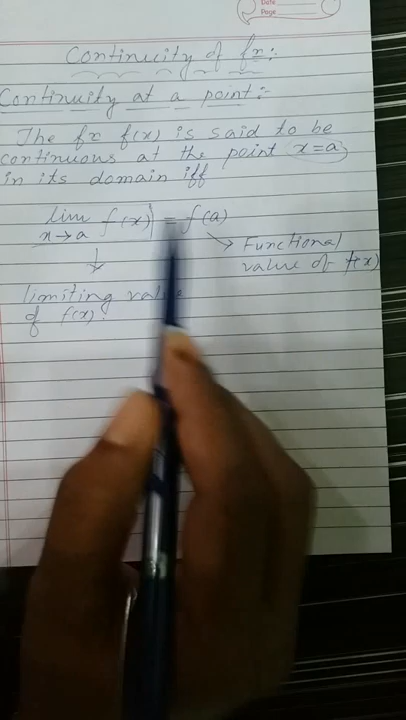 Date
Page
Continuity of fx:
Continuity at a point:-
The fx f(x) is said to be
continuous at the point x=a
in its domain iff
lim f(x) = f(a)
x→a
Functional
value of f(x)
limiting value
of f(x).